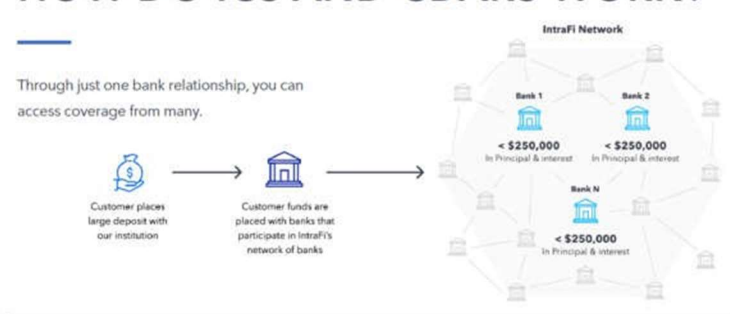 IntraFi Network
Through just one bank relationship, you can
access coverage from many.
Bank 1
< $250,000
In Principal & interest
Bank 2
< $250,000
In Principal & interest
$
Customer places
large deposit with
our institution
Customer funds are
placed with banks that
participate in IntraFi's
network of banks
Bank N
< $250,000
In Principal & interest